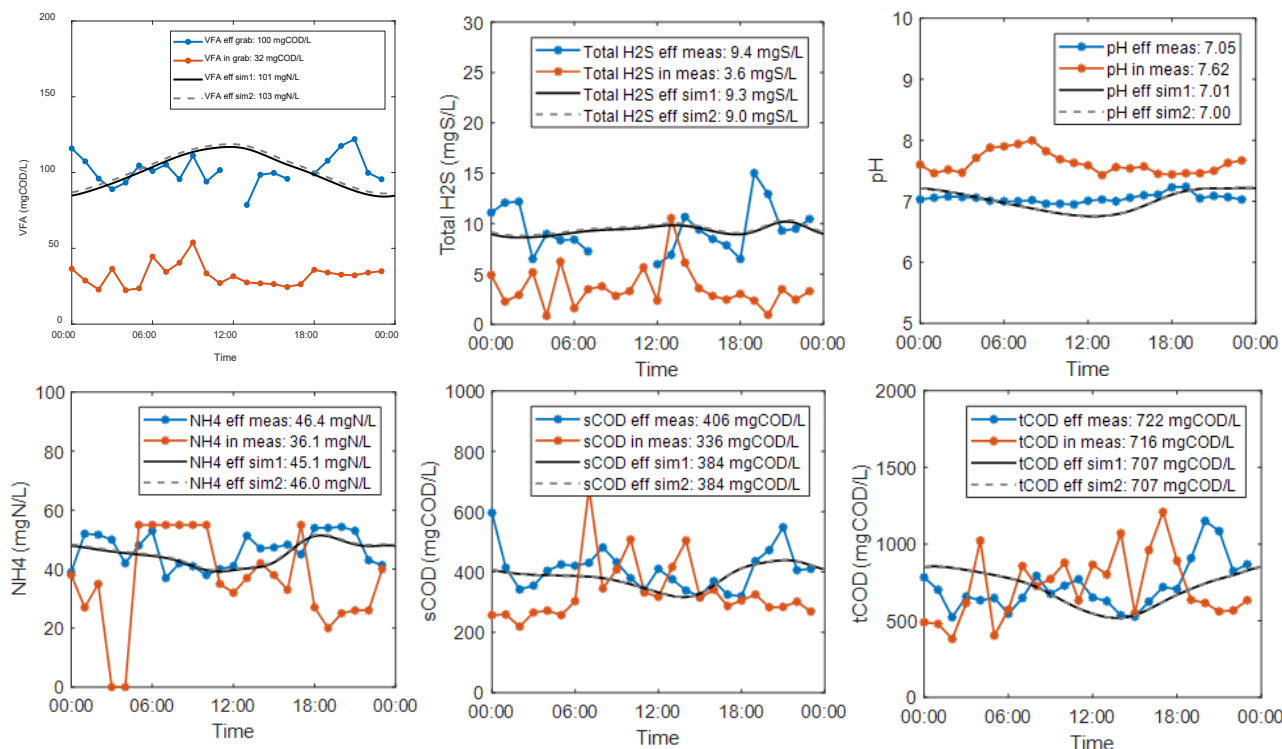 VFA eff grab: 100 mgCOD/L
VFA in grab: 32 mgCOD/L
VFA eff sim1: 101 mgN/L
VFA eff sim2: 103 mgN/L
200
150
100
50
0
VFA (mgCOD/L)
00:00 06:00 12:00 18:00 00:00
Time
Total H2S eff meas: 9.4 mgS/L
Total H2S in meas: 3.6 mgS/L
Total H2S eff sim1: 9.3 mgS/L
Total H2S eff sim2: 9.0 mgS/L
30
25
20
15
10
5
0
Total H2S (mgS/L)
00:00 06:00 12:00 18:00 00:00
Time
pH eff meas: 7.05
pH in meas: 7.62
pH eff sim1: 7.01
pH eff sim2: 7.00
10
9
8
7
6
5
pH
00:00 06:00 12:00 18:00 00:00
Time
NH4 eff meas: 46.4 mgN/L
NH4 in meas: 36.1 mgN/L
NH4 eff sim1: 45.1 mgN/L
NH4 eff sim2: 46.0 mgN/L
100
80
60
40
20
0
NH4 (mgN/L)
00:00 06:00 12:00 18:00 00:00
Time
sCOD eff meas: 406 mgCOD/L
sCOD in meas: 336 mgCOD/L
sCOD eff sim1: 384 mgCOD/L
sCOD eff sim2: 384 mgCOD/L
1000
800
600
400
200
0
sCOD (mgCOD/L)
00:00 06:00 12:00 18:00 00:00
Time
tCOD eff meas: 722 mgCOD/L
tCOD in meas: 716 mgCOD/L
tCOD eff sim1: 707 mgCOD/L
tCOD eff sim2: 707 mgCOD/L
2000
1500
1000
500
0
tCOD (mgCOD/L)
00:00 06:00 12:00 18:00 00:00
Time